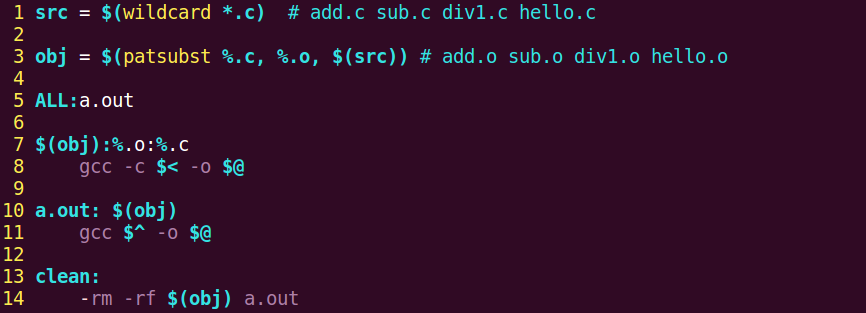 1 src = $(wildcard *.c)  # add.c sub.c div1.c hello.c
2
3 obj = $(patsubst %.c, %.o, $(src)) # add.o sub.o div1.o hello.o
4
5 ALL:a.out
6
7 $(obj):%.o:%.c
8     gcc -c $< -o $@
9
10 a.out: $(obj)
11     gcc $^ -o $@
12
13 clean:
14     -rm -rf $(obj) a.out